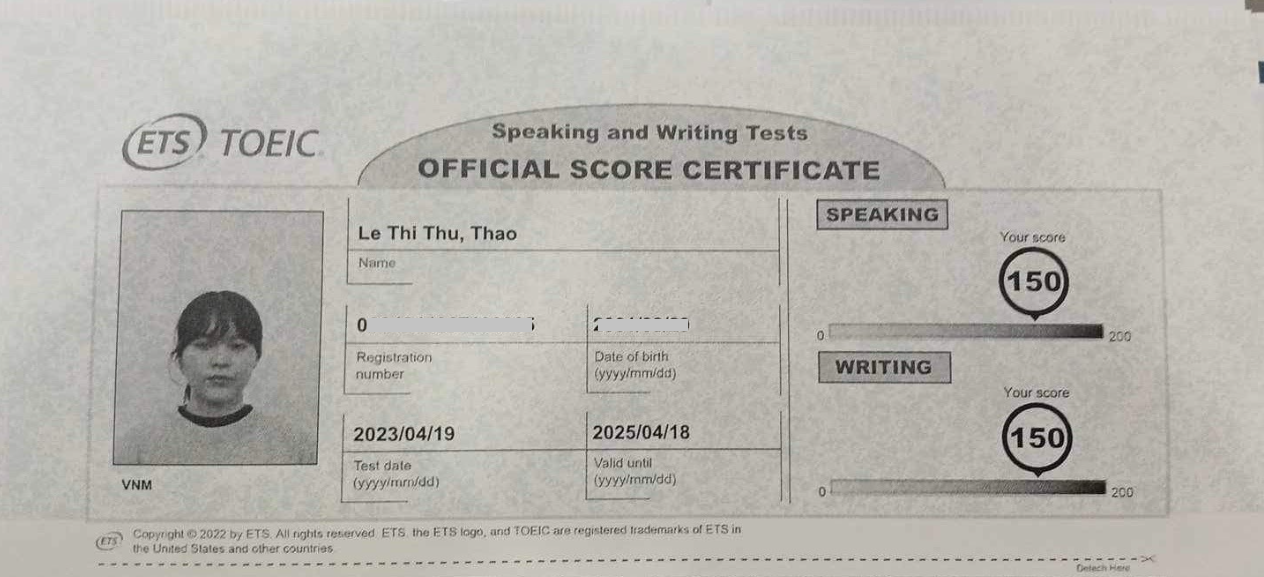 ETS TOEIC
Speaking and Writing Tests
OFFICIAL SCORE CERTIFICATE
Le Thi Thu, Thao
Name
0
Registration
number
Date of birth
(yyyy/mm/dd)
2023/04/19
Test date
(yyyy/mm/dd)
2025/04/18
Valid until
(yyyy/mm/dd)
VNM
SPEAKING
Your score
150
0
200
WRITING
Your score
150
0
200
ETS
Copyright © 2022 by ETS. All rights reserved. ETS, the ETS logo, and TOEIC are registered trademarks of ETS in
the United States and other countries.
Detach Here